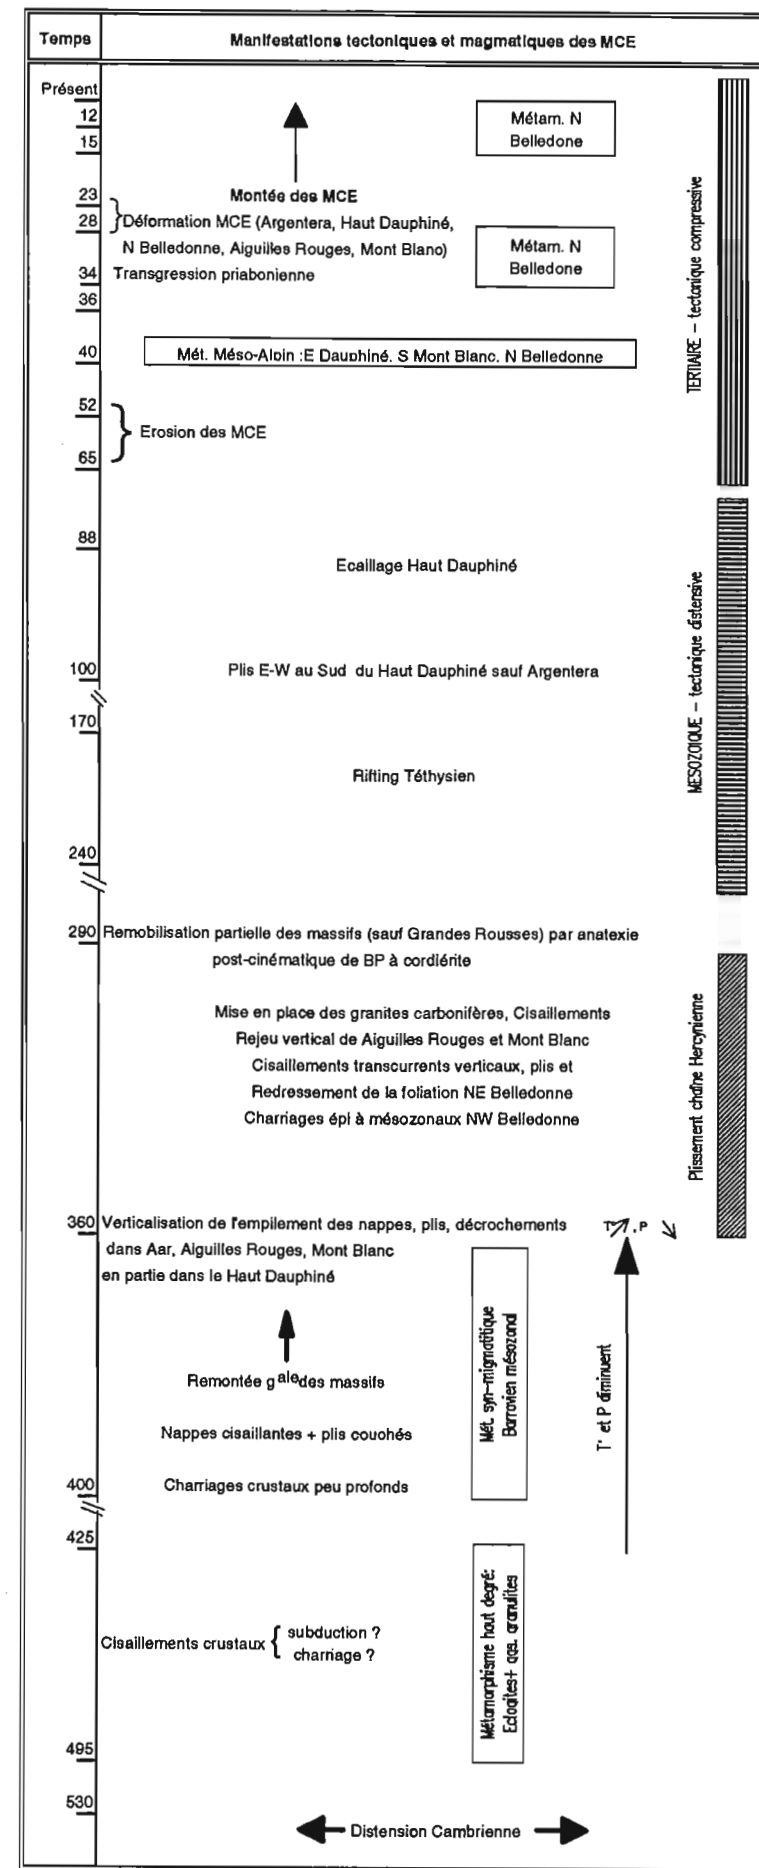 Temps
Manifestations tectoniques et magmatiques des MCE
Présent
12
15
Métam. N
Belledone
23
Montée des MCE
28
Déformation MCE (Argentera, Haut Dauphiné,
N Belledonne, Aiguilles Rouges, Mont Blanc)
Métam. N
Belledone
34
Transgression priabonienne
36
40
Mét. Méso-Alpin :E Dauphiné, S Mont Blanc, N Belledonne
52
Erosion des MCE
65
TERTIAIRE – tectonique compressive
88
Ecaillage Haut Dauphiné
100
Plis E-W au Sud du Haut Dauphiné sauf Argentera
170
Rifting Téthysien
240
MESOZOIQUE – tectonique distensive
290
Remobilisation partielle des massifs (sauf Grandes Rousses) par anatexie
post-cinématique de BP à cordiérite
Mise en place des granites carbonifères, Cisaillements
Rejeu vertical de Aiguilles Rouges et Mont Blanc
Cisaillements transcurrents verticaux, plis et
Redressement de la foliation NE Belledonne
Charriages épi à mésozonaux NW Belledonne
Plissement chaîne Hercynienne
360
Verticalisation de l'empilement des nappes, plis, décrochements
dans Aar, Aiguilles Rouges, Mont Blanc
en partie dans le Haut Dauphiné
T° , P
Remontée gale des massifs
Nappes cisaillantes + plis couchés
Charriages crustaux peu profonds
400
Mét. syn-migmatitique
Barrovien mésozonal
T° et P diminuent
425
Cisaillements crustaux { subduction ?
charriage ?
Métamorphisme haut degré:
Eclogites+ qqs. granulites
495
530
Distension Cambrienne